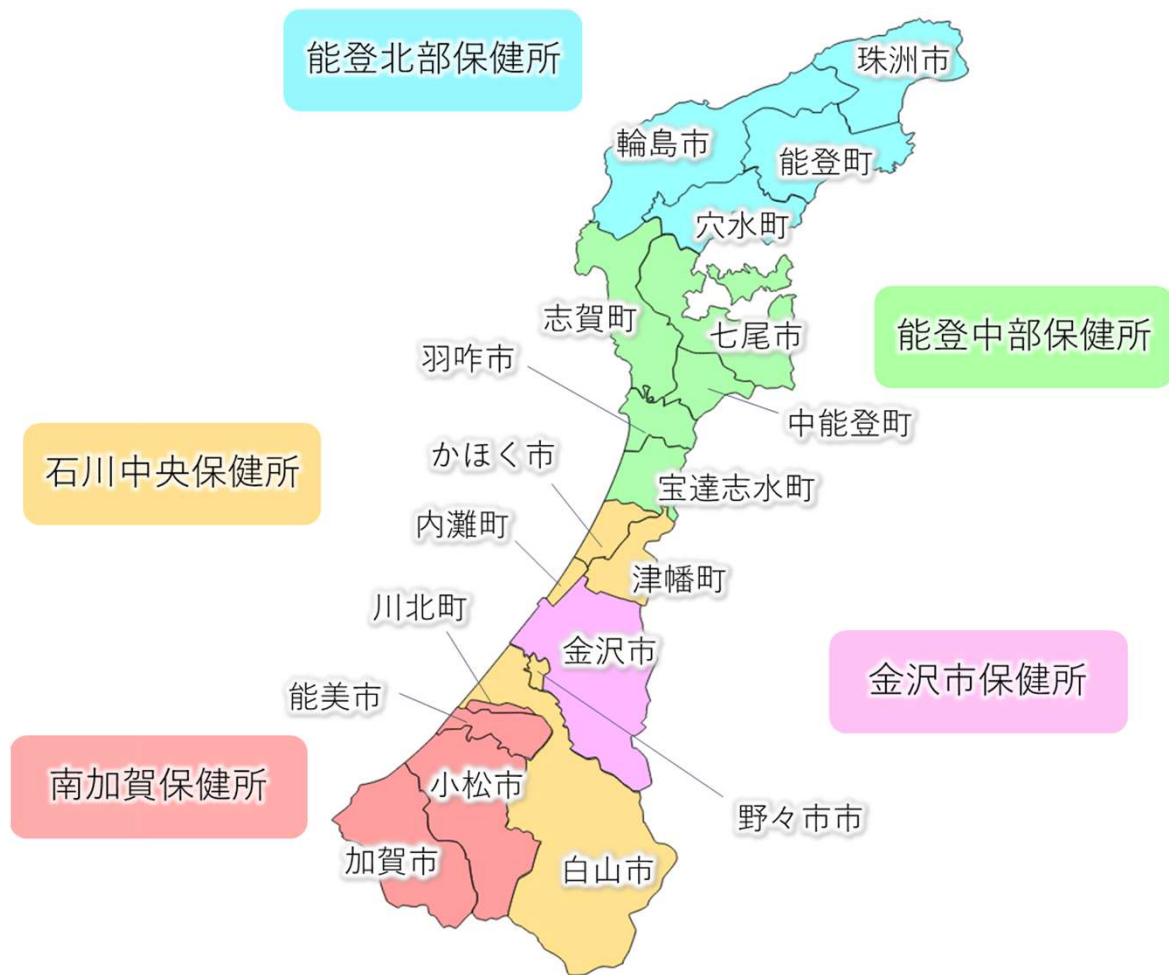 能登北部保健所
珠洲市
輪島市
能登町
穴水町
志賀町
七尾市
能登中部保健所
羽咋市
中能登町
かほく市
石川中央保健所
宝達志水町
内灘町
津幡町
川北町
金沢市
金沢市保健所
能美市
南加賀保健所
小松市
野々市市
加賀市
白山市